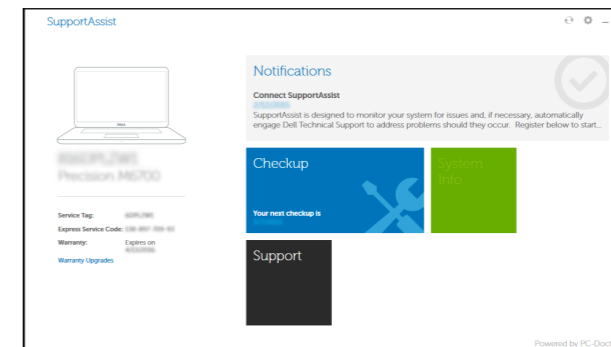 SupportAssist
Notifications
Connect SupportAssist
SupportAssist is designed to monitor your system for issues and, if necessary, automatically
engage Dell Technical Support to address problems should they occur. Register below to start...
Precision M6700
Checkup
System
Info
Your next checkup is
Service Tag:
Express Service Code:
Warranty: Expires on
Warranty Upgrades
Support
Powered by PC-Doct